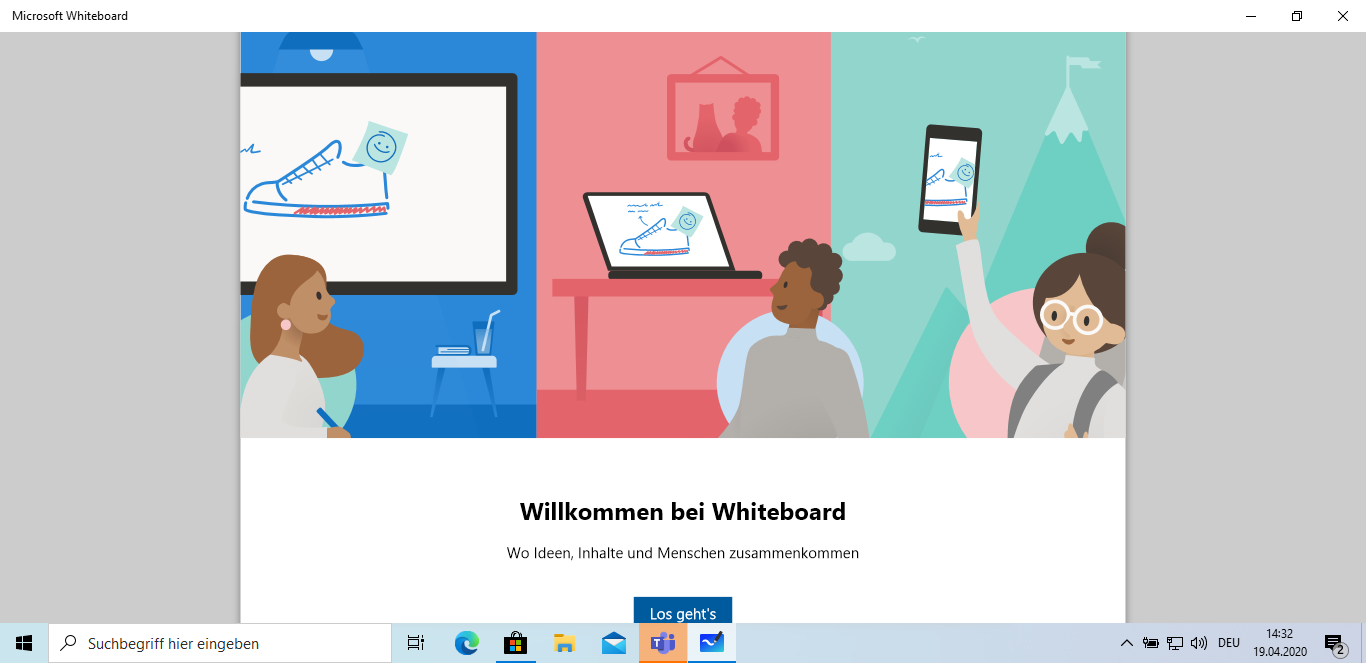 Microsoft Whiteboard
Willkommen bei Whiteboard
Wo Ideen, Inhalte und Menschen zusammenkommen
Los geht's
Suchbegriff hier eingeben
T
DEU
14:32
19.04.2020
2